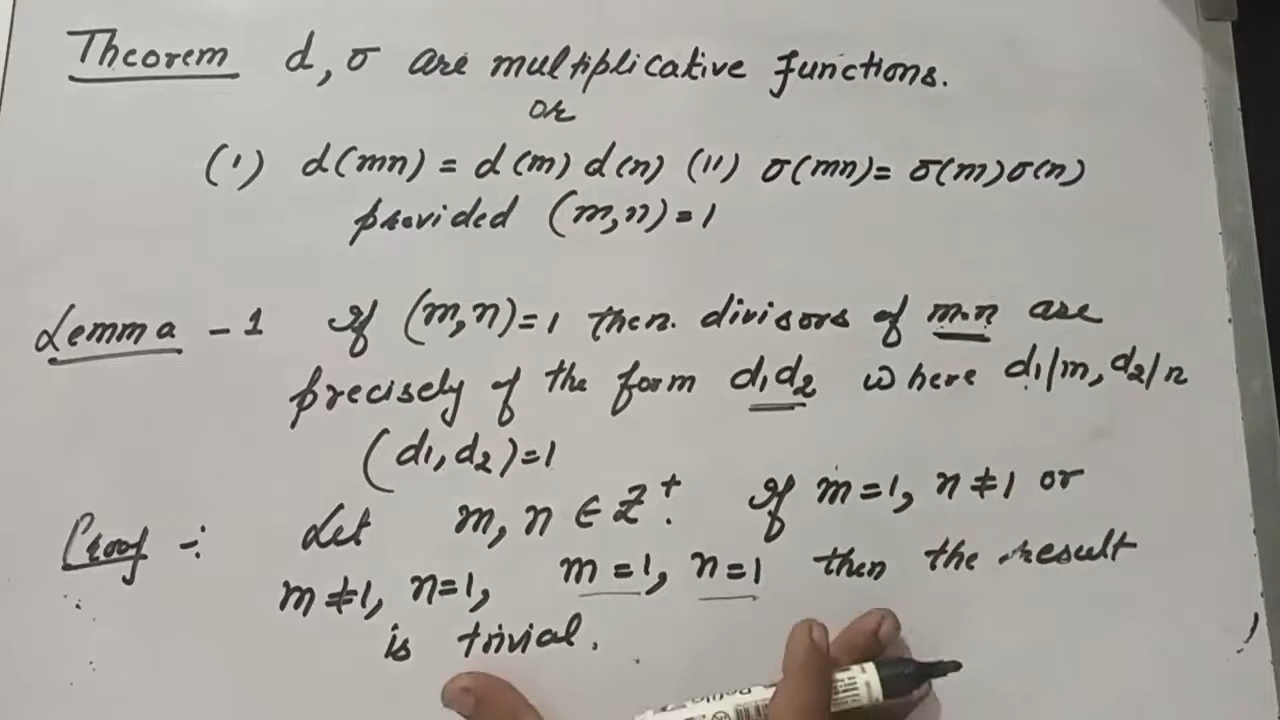 Theorem d, σ are multiplicative functions.
or
(i) d(mn) = d(m) d(n) (ii) σ(mn) = σ(m)σ(n)
provided (m,n)=1
Lemma - 1 If (m,n)=1 then divisors of m.n are
precisely of the form d1d2 where d1/m, d2/n
(d1,d2)=1
Proof :- Let m, n ∈ Z⁺. If m=1, n≠1 or
m≠1, n=1, m=1, n=1 then the result
is trivial.